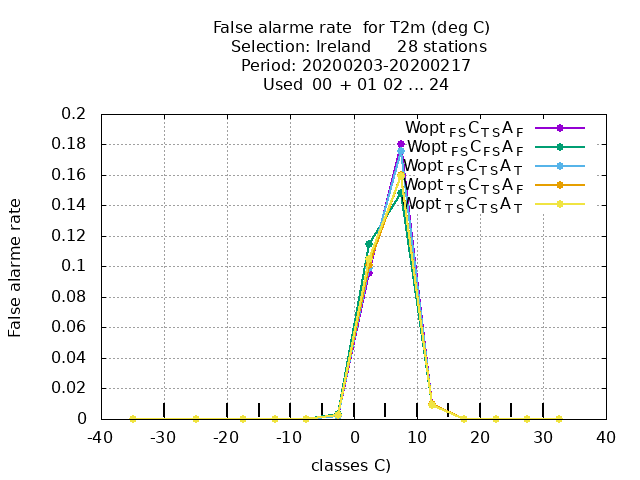 False alarme rate  for T2m (deg C)
Selection: Ireland     28 stations
Period: 20200203-20200217
Used  00 + 01 02 ... 24
False alarme rate
0.2
0.18
0.16
0.14
0.12
0.1
0.08
0.06
0.04
0.02
0
Wopt FS C TS A F
Wopt FS C FS A F
Wopt FS C TS A T
Wopt TS C TS A F
Wopt TS C TS A T
-40 -30 -20 -10 0 10 20 30 40
classes C)